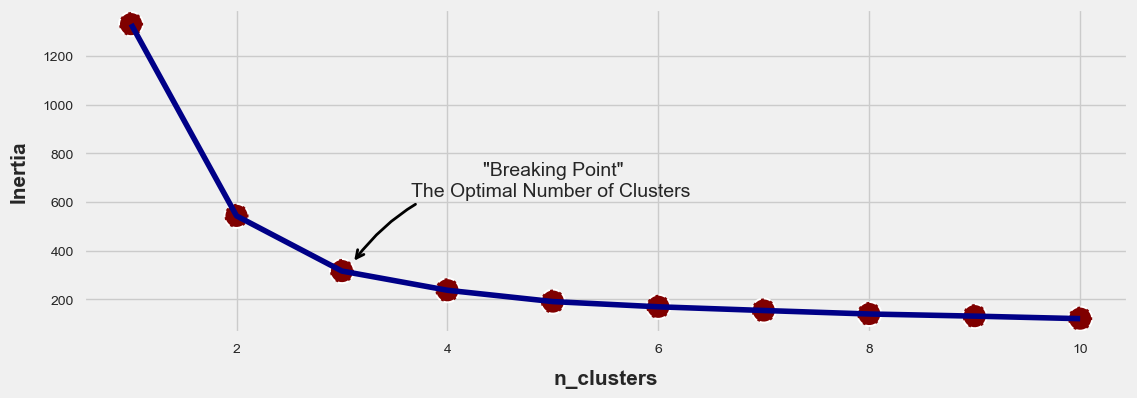 1200
1000
800
600
400
200
Inertia
"Breaking Point"
The Optimal Number of Clusters
2 4 6 8 10
n_clusters